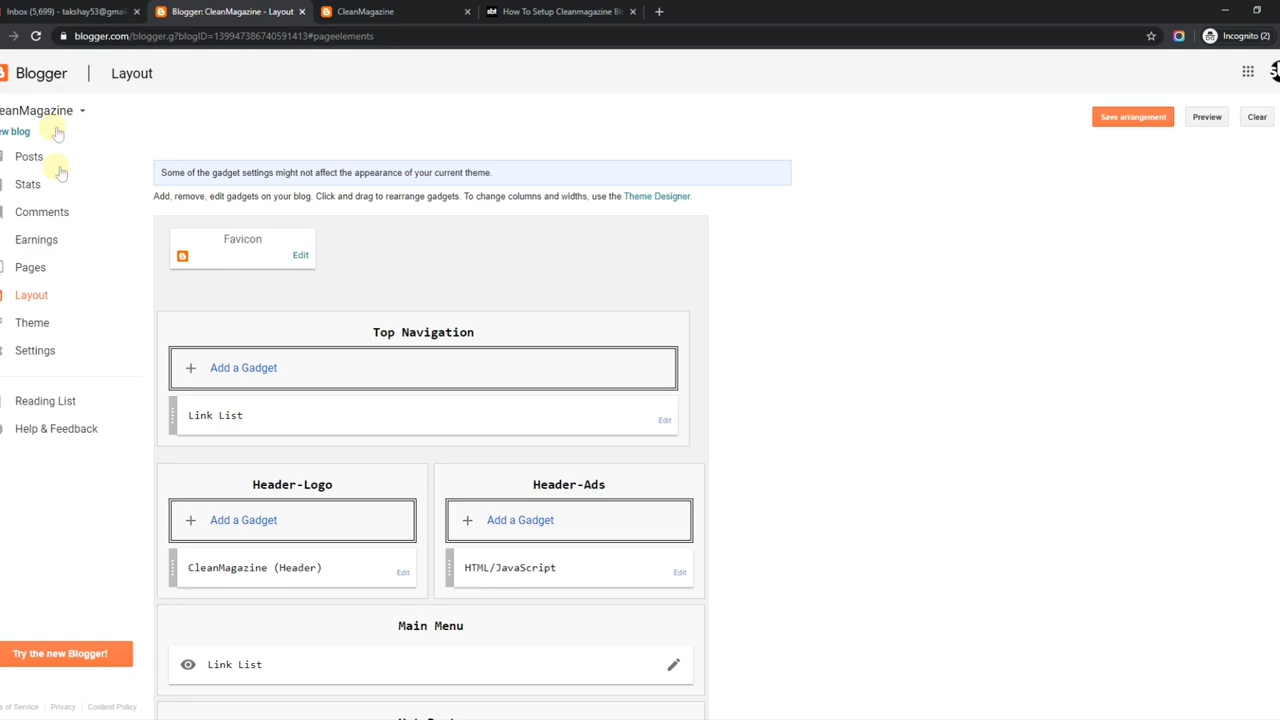 Inbox (5,699) - takshay53@gmai
Blogger: CleanMagazine - Layout
CleanMagazine
How To Setup Cleanmagazine Bl
blogger.com/blogger.g?blogID=139947386740591413#pageelements
Incognito (2)
Blogger
Layout
eanMagazine
ew blog
Save arrangement
Preview
Clear
Posts
Stats
Comments
Earnings
Pages
Layout
Theme
Settings
Reading List
Help & Feedback
Try the new Blogger!
s of Service
Privacy
Content Policy
Some of the gadget settings might not affect the appearance of your current theme.
Add, remove, edit gadgets on your blog. Click and drag to rearrange gadgets. To change columns and widths, use the Theme Designer.
Favicon
Edit
Top Navigation
Add a Gadget
Link List
Edit
Header-Logo
Add a Gadget
CleanMagazine (Header)
Edit
Header-Ads
Add a Gadget
HTML/JavaScript
Edit
Main Menu
Link List